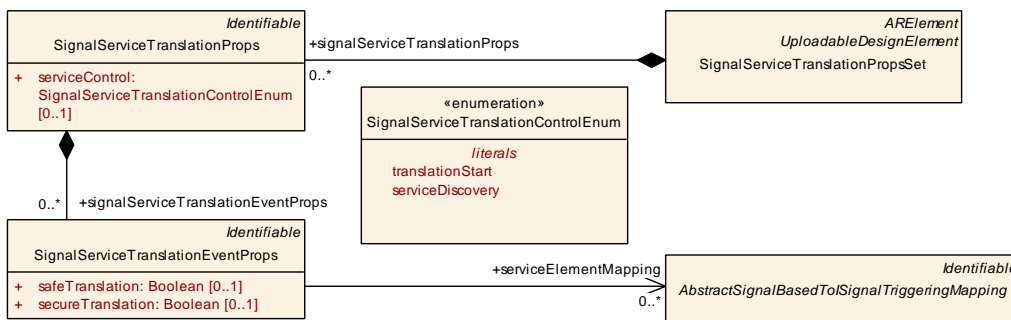 Identifiable
SignalServiceTranslationProps
+ serviceControl:
SignalServiceTranslationControlEnum
[0..1]
+signalServiceTranslationProps
0..*
ARElement
UploadableDesignElement
SignalServiceTranslationPropsSet
«enumeration»
SignalServiceTranslationControlEnum
literals
translationStart
serviceDiscovery
0..*
+signalServiceTranslationEventProps
Identifiable
SignalServiceTranslationEventProps
+ safeTranslation: Boolean [0..1]
+ secureTranslation: Boolean [0..1]
+serviceElementMapping
0..*
Identifiable
AbstractSignalBasedToISignalTriggeringMapping